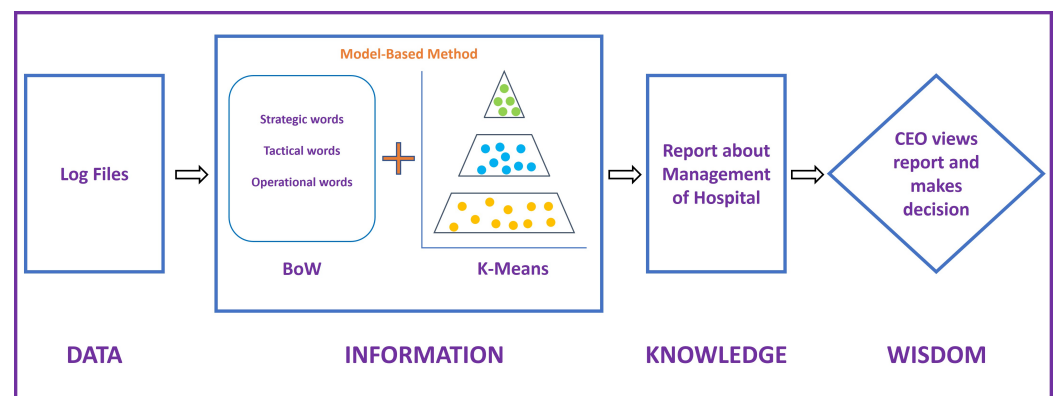 Model-Based Method
Log Files
Strategic words
Tactical words
Operational words
BoW
K-Means
Report about
Management
of Hospital
CEO views
report and
makes
decision
DATA
INFORMATION
KNOWLEDGE
WISDOM